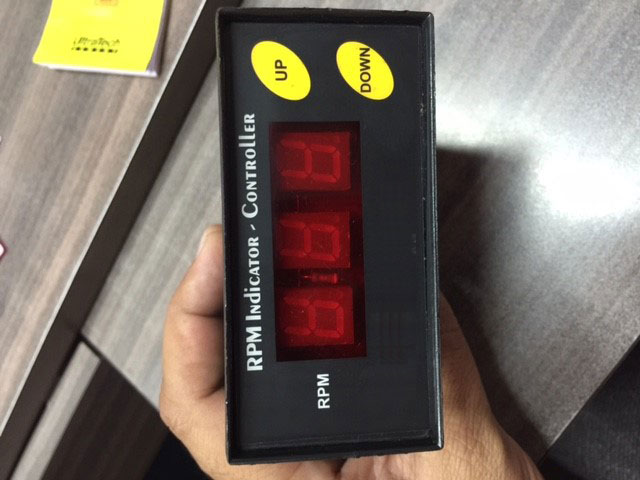 RPM Indicator - Controller
RPM
UP
DOWN